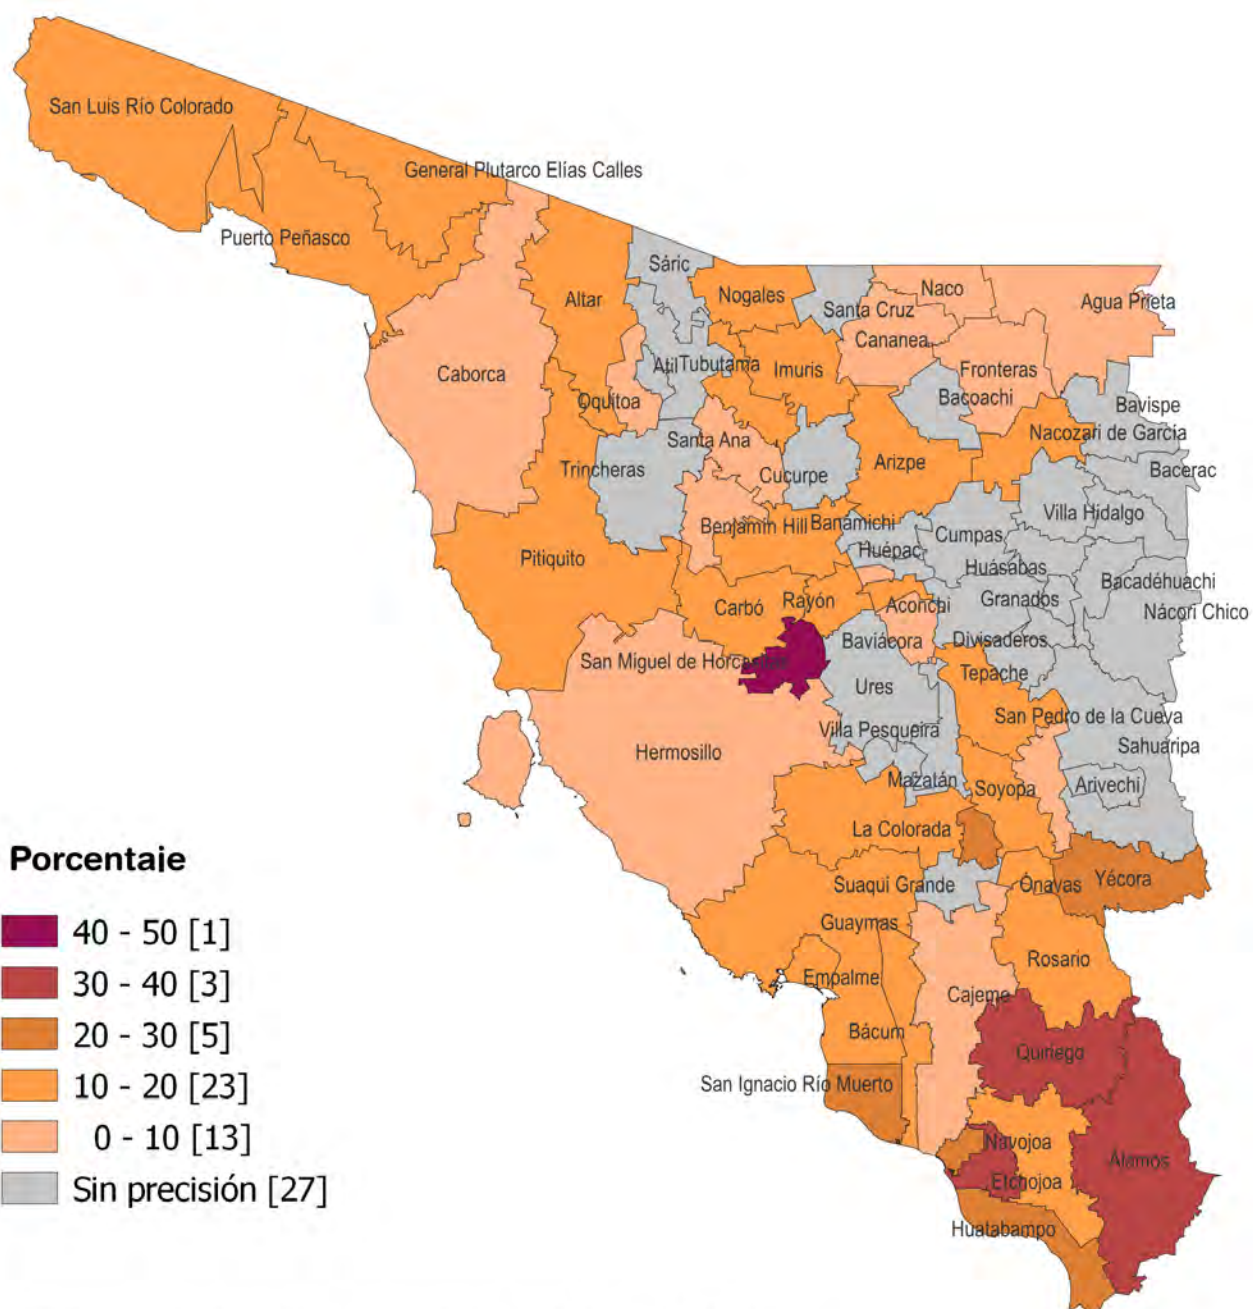 San Luis Río Colorado
General Plutarco Elías Calles
Puerto Peñasco
Sáric
Nogales
Naco
Santa Cruz
Agua Prieta
Altar
Cananea
Caborca
Atil
Tubutama
Imuris
Fronteras
Oquitoa
Bacoachi
Bavispe
Santa Ana
Nacozari de García
Trincheras
Cucurpe
Arizpe
Bacerac
Villa Hidalgo
Benjamín Hill
Banámichi
Cumpas
Pitiquito
Huépac
Huásabas
Bacadéhuachi
Carbó
Rayón
Aconchi
Granados
Nácori Chico
Baviácora
Divisaderos
San Miguel de Horcasitas
Tepache
Ures
San Pedro de la Cueva
Villa Pesqueira
Hermosillo
Sahuaripa
Mazatán
Soyopa
Arivechi
La Colorada
Suaqui Grande
Ónavas
Yécora
Guaymas
Rosario
Empalme
Cajeme
Bácum
Quiriego
San Ignacio Río Muerto
Navojoa
Álamos
Etchojoa
Huatabampo
Porcentaje
40 - 50 [1]
30 - 40 [3]
20 - 30 [5]
10 - 20 [23]
0 - 10 [13]
Sin precisión [27]